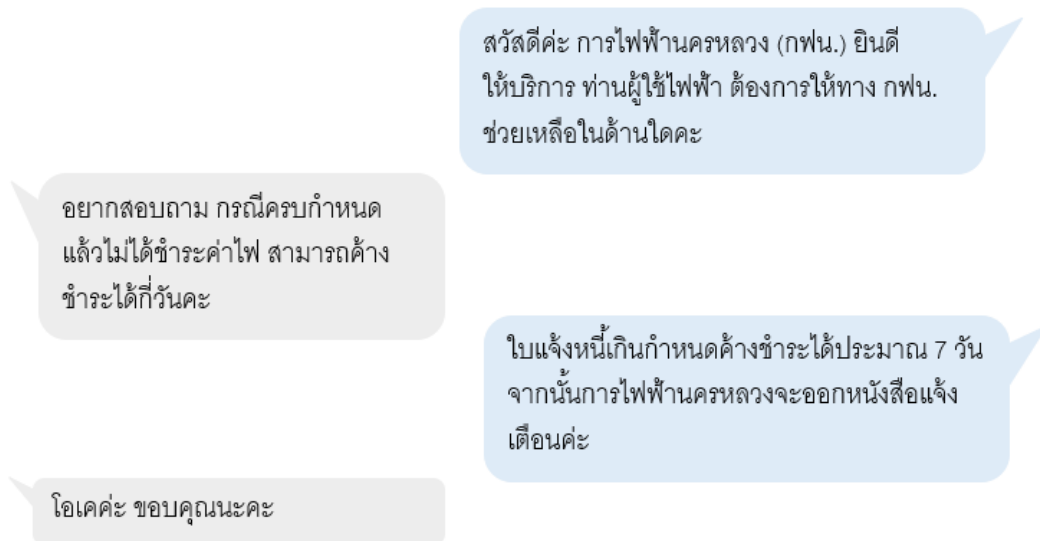 สวัสดีค่ะ การไฟฟ้านครหลวง (กฟน.) ยินดี
ให้บริการ ท่านผู้ใช้ไฟฟ้า ต้องการให้ทาง กฟน.
ช่วยเหลือในด้านใดคะ
อยากสอบถาม กรณีครบกำหนด
แล้วไม่ได้ชำระค่าไฟ สามารถค้าง
ชำระได้กี่วันคะ
ใบแจ้งหนี้เกินกำหนดค้างชำระได้ประมาณ 7 วัน
จากนั้นการไฟฟ้านครหลวงจะออกหนังสือแจ้ง
เตือนค่ะ
โอเคค่ะ ขอบคุณนะคะ